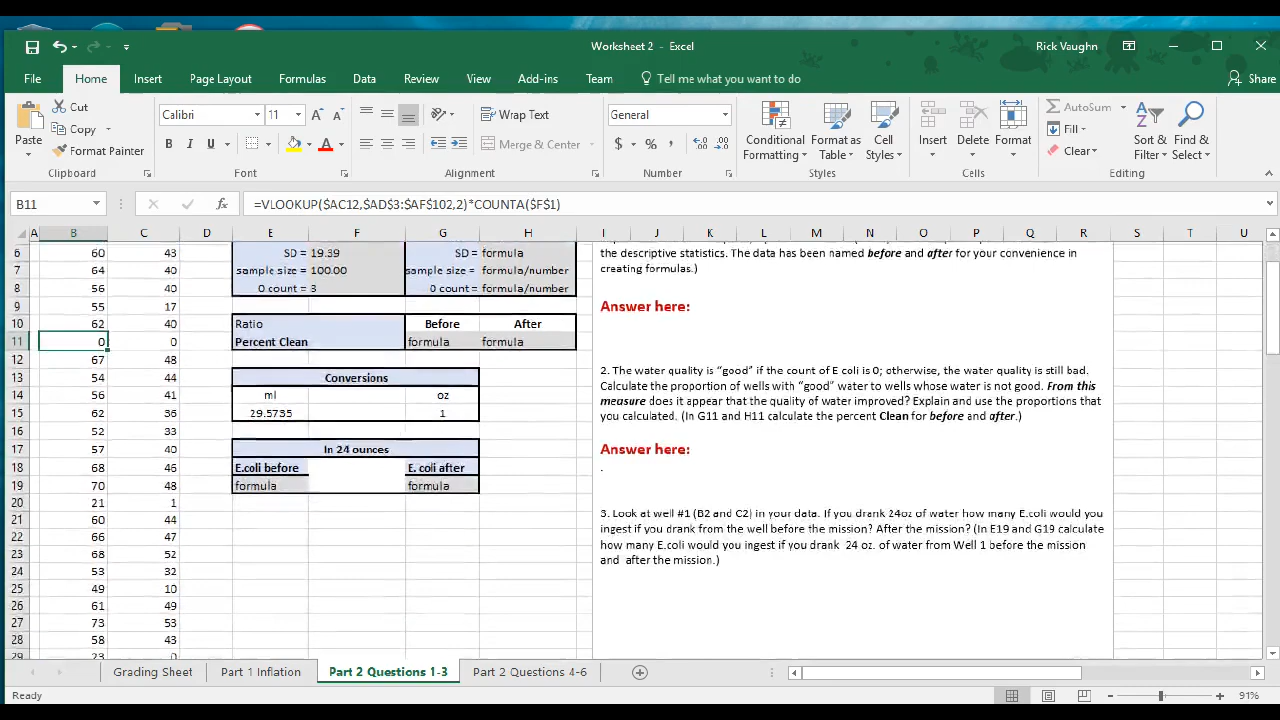 Worksheet 2 - Excel
Rick Vaughn
File Home Insert Page Layout Formulas Data Review View Add-ins Team Tell me what you want to do Share
Paste
Cut
Copy
Format Painter
Clipboard
Calibri 11
B I U
Font
Wrap Text
Merge & Center
Alignment
General
$ % ,
Number
Conditional Formatting
Format as Table
Cell Styles
Styles
Insert
Delete
Format
Cells
AutoSum
Fill
Clear
Sort & Filter
Find & Select
Editing
B11 fx =VLOOKUP($AC12,$AD$3:$AF$102,2)*COUNTA($F$1)
A B C D E F G H I J K L M N O P Q R S T U
6 60 43 SD = 19.39 SD = formula
7 64 40 sample size = 100.00 sample size = formula/number
8 56 40 0 count = 3 0 count = formula/number
9 55 17
10 62 40 Ratio Before After
11 0 0 Percent Clean formula formula
12 67 48
13 54 44 Conversions
14 56 41 ml oz
15 62 36 29.5735 1
16 52 33
17 57 40 In 24 ounces
18 68 46 E.coli before E. coli after
19 70 48 formula formula
20 21 1
21 60 44
22 66 47
23 68 52
24 53 32
25 49 10
26 61 49
27 73 53
28 58 43
29 23 0
the descriptive statistics. The data has been named before and after for your convenience in
creating formulas.)
Answer here:
2. The water quality is “good” if the count of E coli is 0; otherwise, the water quality is still bad.
Calculate the proportion of wells with “good” water to wells whose water is not good. From this
measure does it appear that the quality of water improved? Explain and use the proportions that
you calculated. (In G11 and H11 calculate the percent Clean for before and after.)
Answer here:
.
3. Look at well #1 (B2 and C2) in your data. If you drank 24oz of water how many E.coli would you
ingest if you drank from the well before the mission? After the mission? (In E19 and G19 calculate
how many E.coli would you ingest if you drank 24 oz. of water from Well 1 before the mission
and after the mission.)
Grading Sheet Part 1 Inflation Part 2 Questions 1-3 Part 2 Questions 4-6
Ready
91%